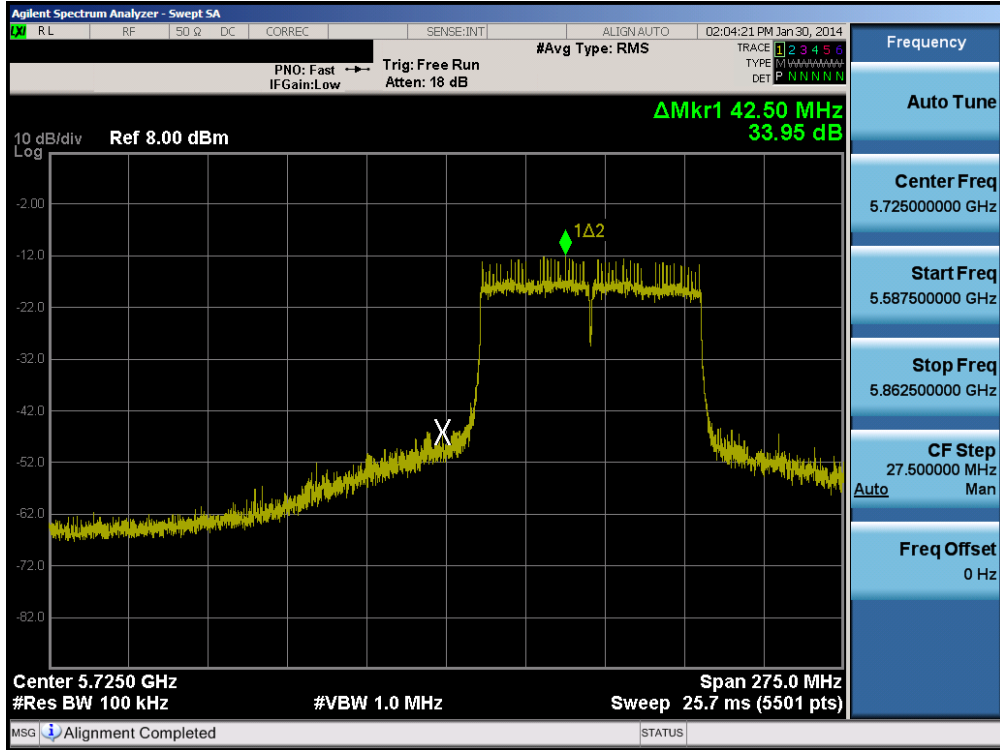 Agilent Spectrum Analyzer - Swept SA
LXI RL RF 50 Ω DC CORREC SENSE:INT ALIGN AUTO 02:04:21 PM Jan 30, 2014
Frequency
PNO: Fast
IFGain:Low
Trig: Free Run
Atten: 18 dB
#Avg Type: RMS
TRACE 1 2 3 4 5 6
TYPE M
DET P N N N N N
Auto Tune
ΔMkr1 42.50 MHz
33.95 dB
10 dB/div Ref 8.00 dBm
Log
-2.00
-12.0
-22.0
-32.0
-42.0
-52.0
-62.0
-72.0
-82.0
1Δ2
X
Center Freq
5.725000000 GHz
Start Freq
5.587500000 GHz
Stop Freq
5.862500000 GHz
CF Step
27.500000 MHz
Auto Man
Freq Offset
0 Hz
Center 5.7250 GHz Span 275.0 MHz
#Res BW 100 kHz #VBW 1.0 MHz Sweep 25.7 ms (5501 pts)
MSG Alignment Completed STATUS